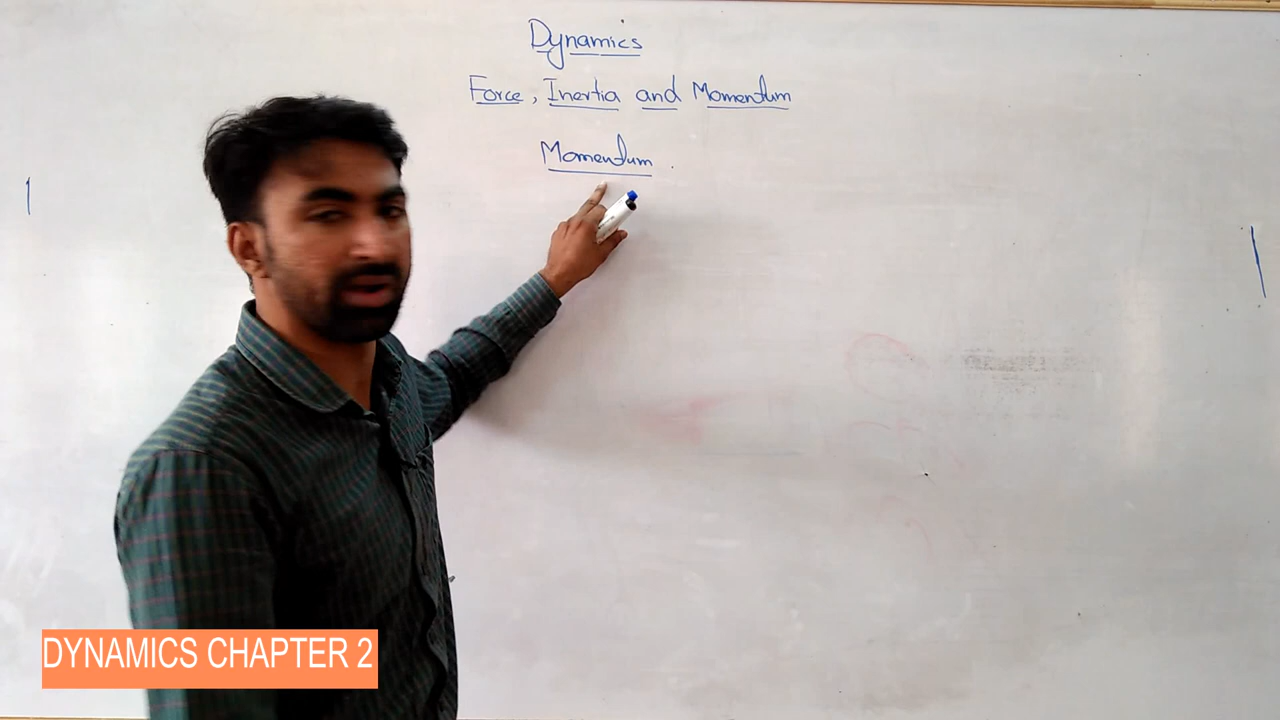 Dynamics
Force, Inertia and Momentum
Momentum
DYNAMICS CHAPTER 2